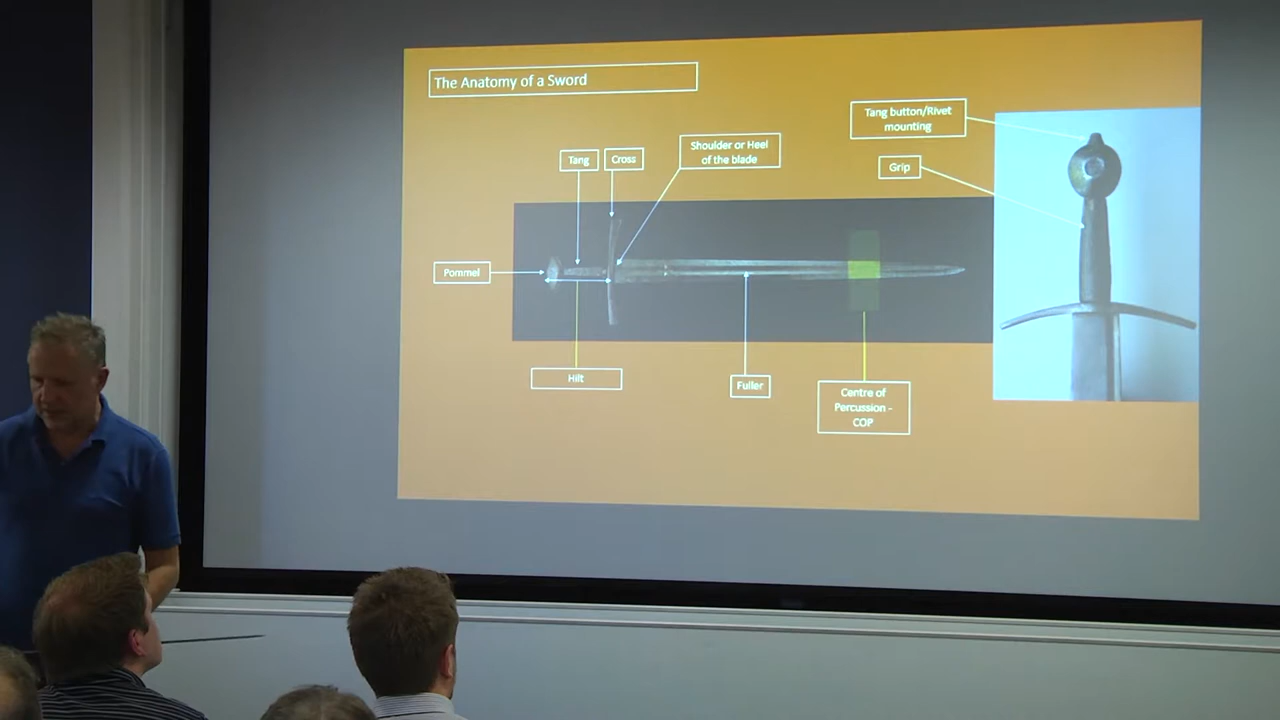 The Anatomy of a Sword
Tang button/Rivet
mounting
Shoulder or Heel
of the blade
Tang
Cross
Grip
Pommel
Hilt
Fuller
Centre of
Percussion -
COP